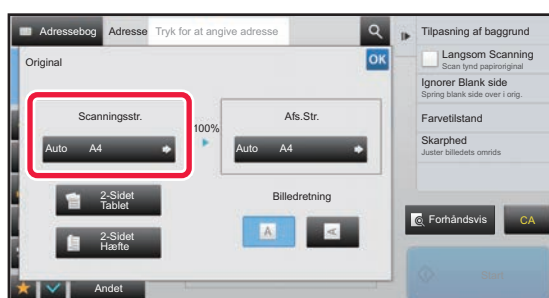 Adressebog
Adresse
Tryk for at angive adresse
Original
OK
Scanningsstr.
Auto A4
100%
Afs.Str.
Auto A4
2-Sidet
Tablet
2-Sidet
Hæfte
Billedretning
A
A
Andet
Tilpasning af baggrund
Langsom Scanning
Scan tynd papiroriginal
Ignorer Blank side
Spring blank side over i orig.
Farvetilstand
Skarphed
Juster billedets omrids
Forhåndsvis
CA
Start